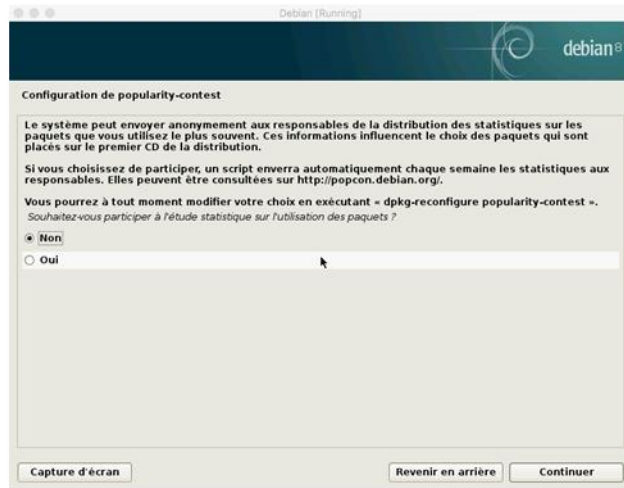 Debian [Running]
debian 8
Configuration de popularity-contest
Le système peut envoyer anonymement aux responsables de la distribution des statistiques sur les
paquets que vous utilisez le plus souvent. Ces informations influencent le choix des paquets qui sont
placés sur le premier CD de la distribution.
Si vous choisissez de participer, un script enverra automatiquement chaque semaine les statistiques aux
responsables. Elles peuvent être consultées sur http://popcon.debian.org/.
Vous pourrez à tout moment modifier votre choix en exécutant « dpkg-reconfigure popularity-contest ».
Souhaitez-vous participer à l'étude statistique sur l'utilisation des paquets ?
Non
Oui
Capture d'écran
Revenir en arrière
Continuer